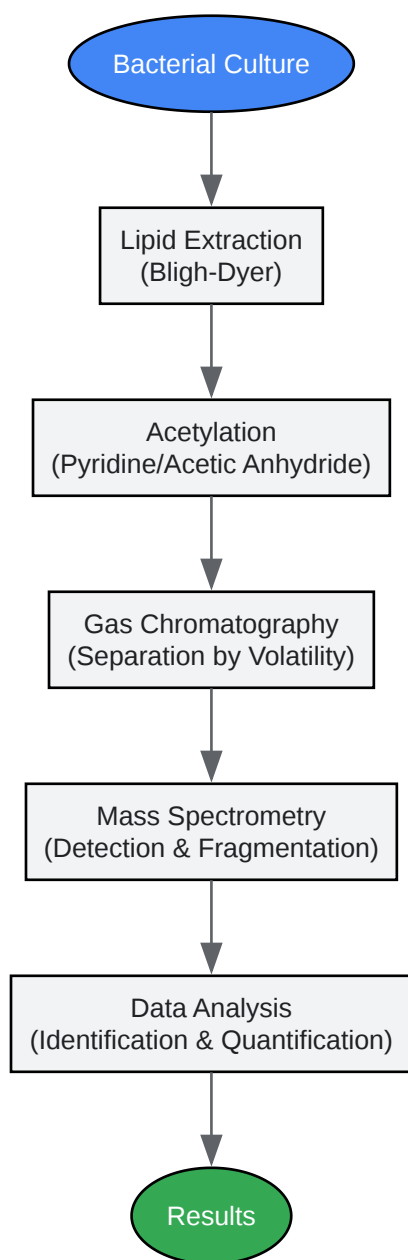 Bacterial Culture
Lipid Extraction
(Bligh-Dyer)
Acetylation
(Pyridine/Acetic Anhydride)
Gas Chromatography
(Separation by Volatility)
Mass Spectrometry
(Detection & Fragmentation)
Data Analysis
(Identification & Quantification)
Results